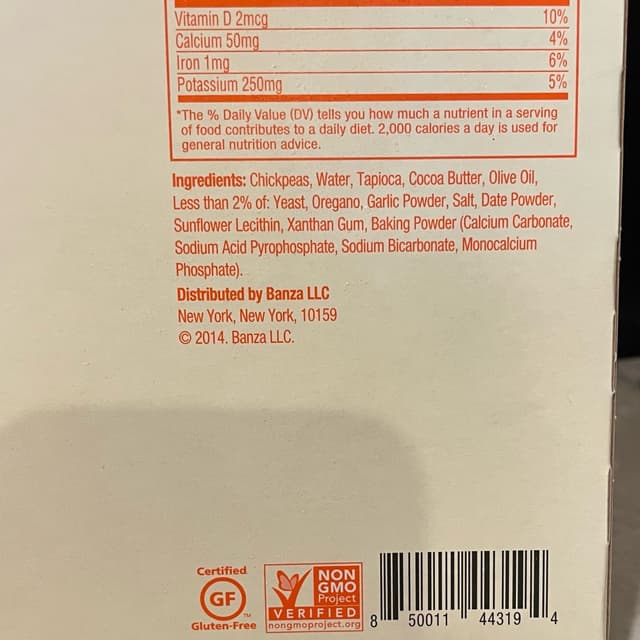 Vitamin D 2mcg 10%
Calcium 50mg 4%
Iron 1mg 6%
Potassium 250mg 5%
*The % Daily Value (DV) tells you how much a nutrient in a serving
of food contributes to a daily diet. 2,000 calories a day is used for
general nutrition advice.
Ingredients: Chickpeas, Water, Tapioca, Cocoa Butter, Olive Oil,
Less than 2% of: Yeast, Oregano, Garlic Powder, Salt, Date Powder,
Sunflower Lecithin, Xanthan Gum, Baking Powder (Calcium Carbonate,
Sodium Acid Pyrophosphate, Sodium Bicarbonate, Monocalcium
Phosphate).
Distributed by Banza LLC
New York, New York, 10159
© 2014. Banza LLC.
Certified
GF
TM
Gluten-Free
NON
GMO
Project
VERIFIED
nongmoproject.org
8 50011 44319 4